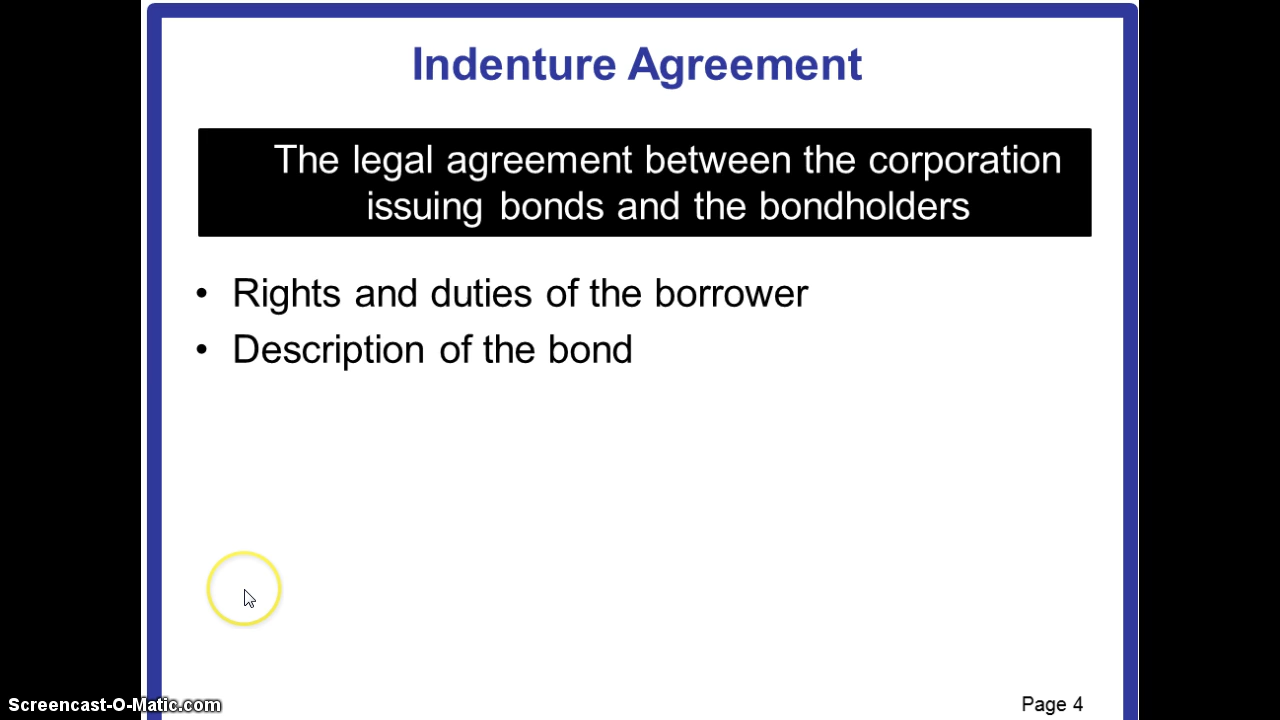 Indenture Agreement
The legal agreement between the corporation
issuing bonds and the bondholders
• Rights and duties of the borrower
• Description of the bond
Screencast-O-Matic.com
Page 4